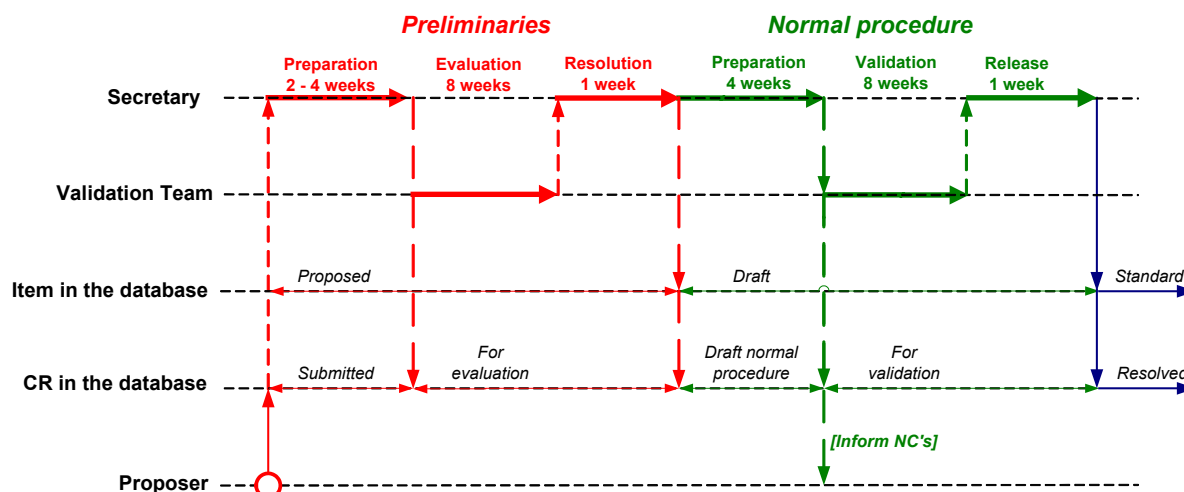 Preliminaries
Normal procedure
Preparation
2 - 4 weeks
Evaluation
8 weeks
Resolution
1 week
Preparation
4 weeks
Validation
8 weeks
Release
1 week
Secretary
Validation Team
Proposed
Draft
Item in the database
Standard
Submitted
For
evaluation
Draft normal
procedure
For
validation
CR in the database
Resolved
[Inform NC's]
Proposer